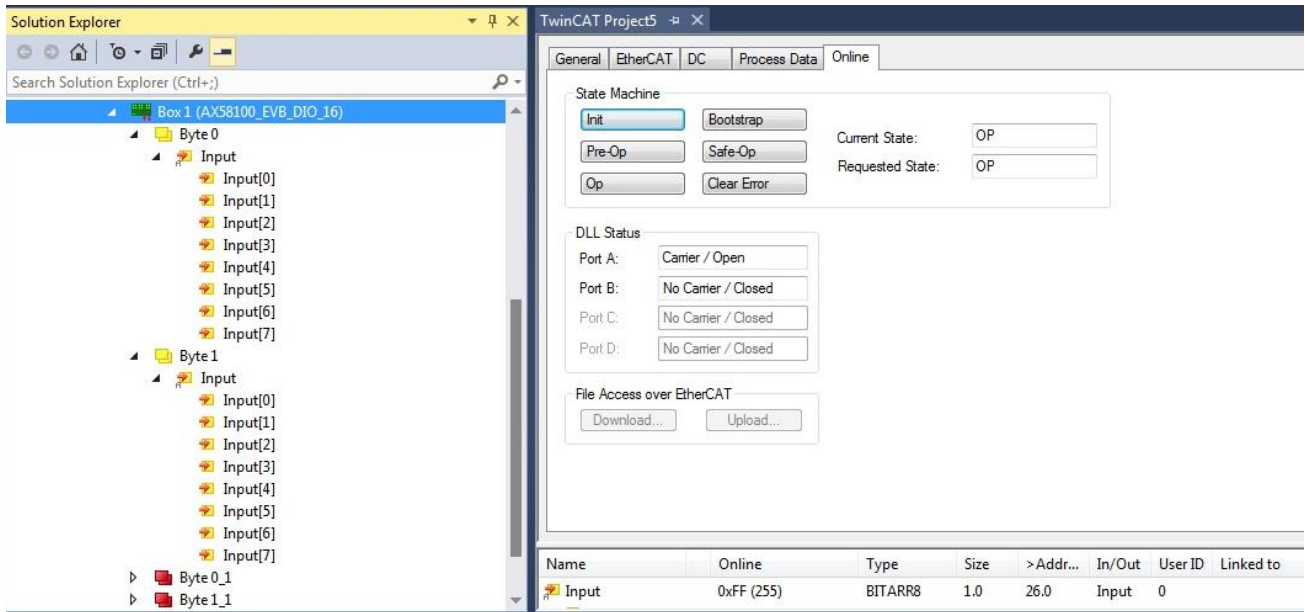 Solution Explorer
Search Solution Explorer (Ctrl+;)
Box 1 (AX58100_EVB_DIO_16)
Byte 0
Input
Input[0]
Input[1]
Input[2]
Input[3]
Input[4]
Input[5]
Input[6]
Input[7]
Byte 1
Input
Input[0]
Input[1]
Input[2]
Input[3]
Input[4]
Input[5]
Input[6]
Input[7]
Byte 0_1
Byte 1_1
TwinCAT Project5
General EtherCAT DC Process Data Online
State Machine
Init Bootstrap
Pre-Op Safe-Op
Op Clear Error
Current State: OP
Requested State: OP
DLL Status
Port A: Carrier / Open
Port B: No Carrier / Closed
Port C: No Carrier / Closed
Port D: No Carrier / Closed
File Access over EtherCAT
Download... Upload...
Name Online Type Size >Addr... In/Out User ID Linked to
Input 0xFF (255) BITARR8 1.0 26.0 Input 0